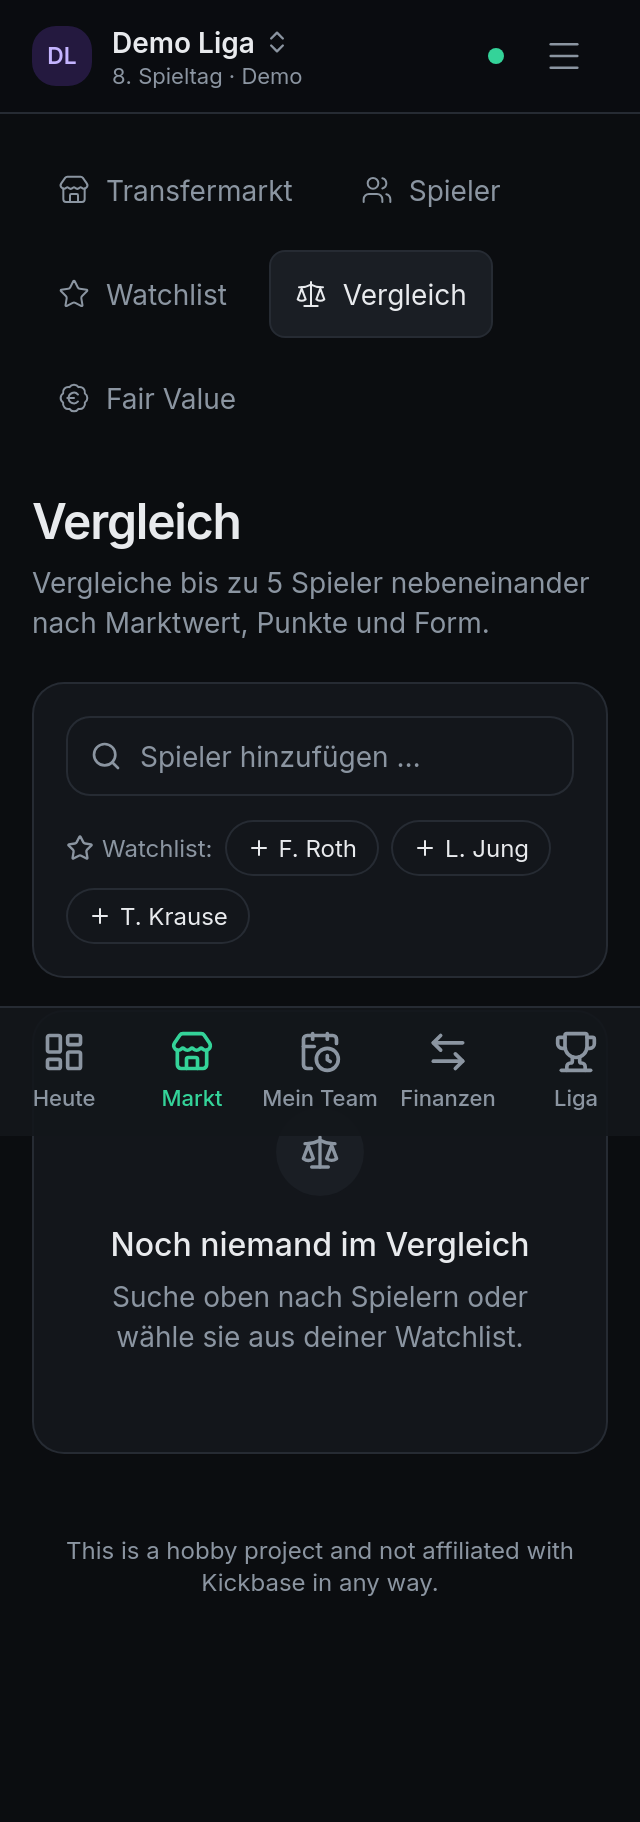 DL
Demo Liga
8. Spieltag · Demo
Transfermarkt
Spieler
Watchlist
Vergleich
Fair Value
Vergleich
Vergleiche bis zu 5 Spieler nebeneinander
nach Marktwert, Punkte und Form.
Spieler hinzufügen ...
Watchlist: + F. Roth + L. Jung
+ T. Krause
Heute Markt Mein Team Finanzen Liga
Noch niemand im Vergleich
Suche oben nach Spielern oder
wähle sie aus deiner Watchlist.
This is a hobby project and not affiliated with
Kickbase in any way.